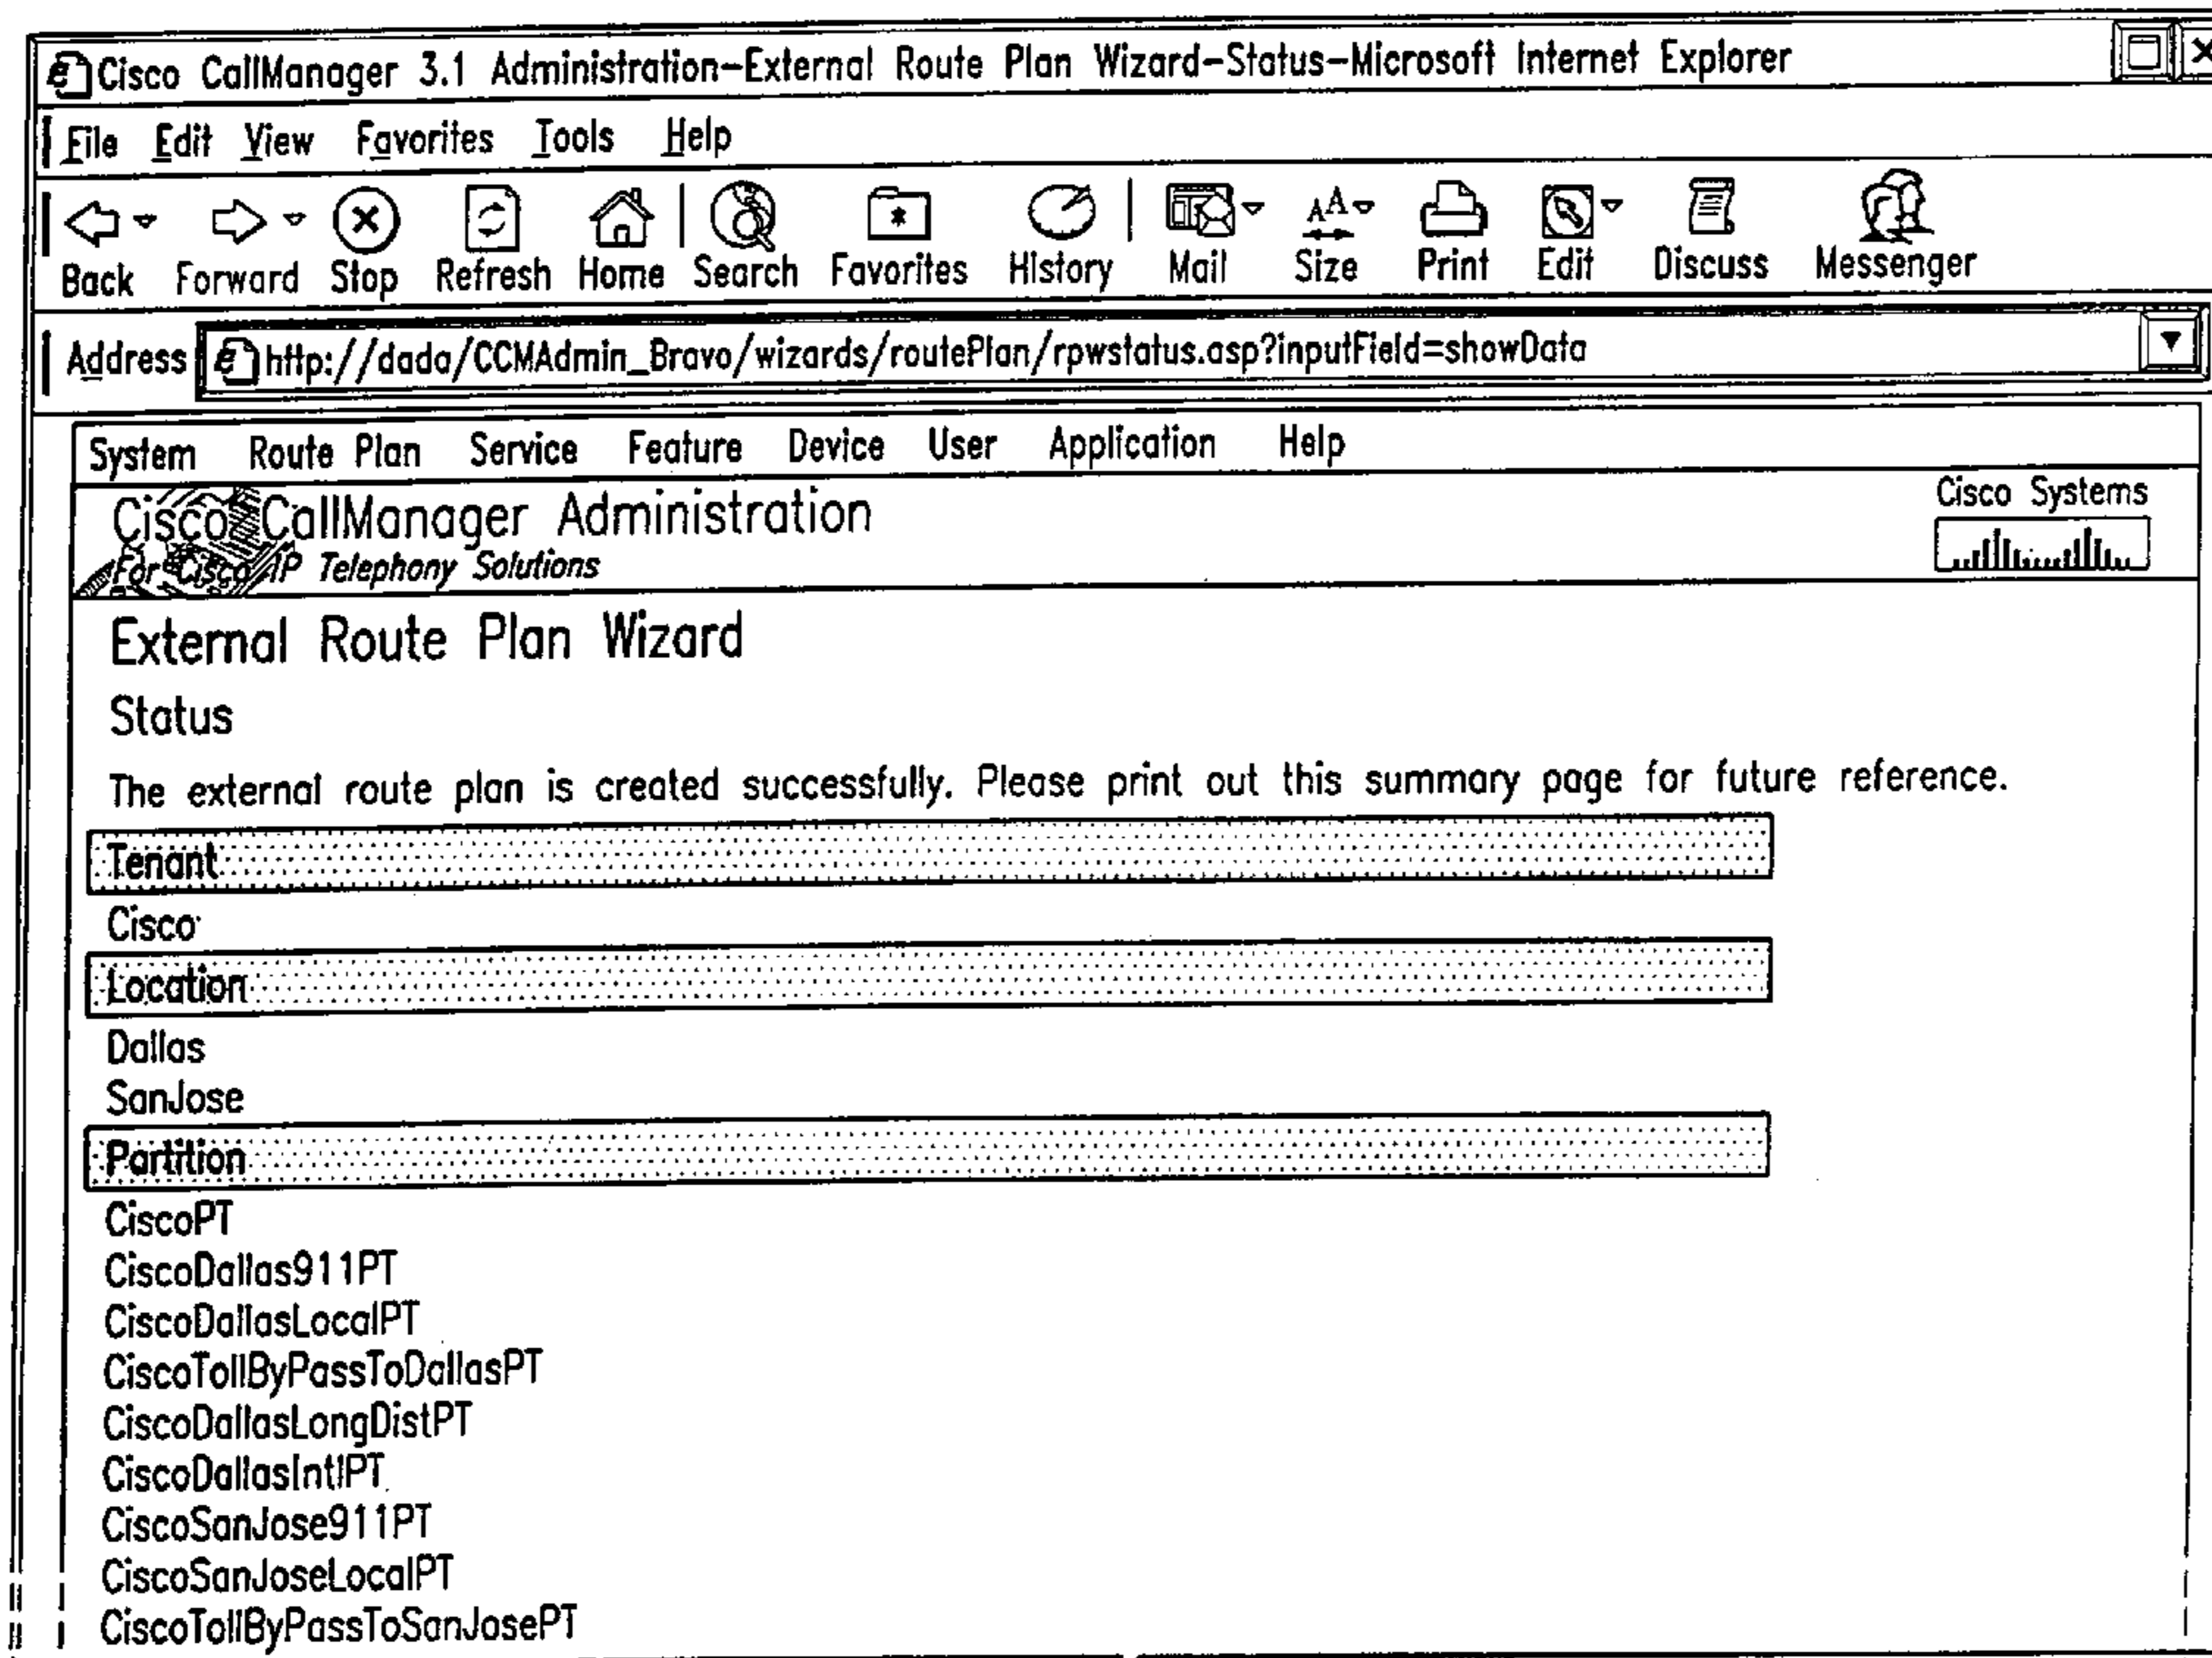 Cisco CallManager 3.1 Administration-External Route Plan Wizard-Status-Microsoft Internet Explorer
File Edit View Favorites Tools Help
Back Forward Stop Refresh Home Search Favorites History Mail Size Print Edit Discuss Messenger
Address http://dada/CCMAdmin_Bravo/wizards/routePlan/rpwstatus.asp?inputField=showData
System Route Plan Service Feature Device User Application Help
Cisco CallManager Administration
For Cisco IP Telephony Solutions
Cisco Systems
External Route Plan Wizard
Status
The external route plan is created successfully. Please print out this summary page for future reference.
Tenant
Cisco
Location
Dallas
SanJose
Partition
CiscoPT
CiscoDallas911PT
CiscoDallasLocalPT
CiscoTollByPassToDallasPT
CiscoDallasLongDistPT
CiscoDallasIntlPT
CiscoSanJose911PT
CiscoSanJoseLocalPT
CiscoTollByPassToSanJosePT